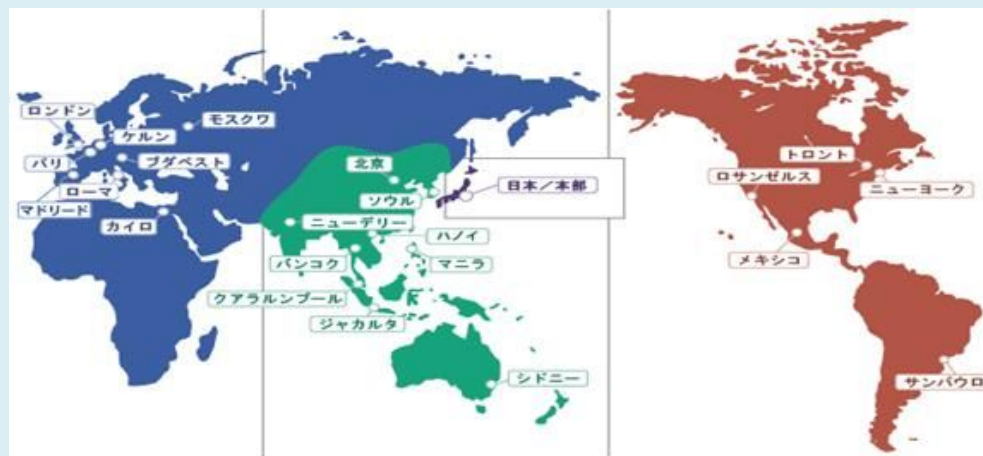 ロンドン
モスクワ
ケルン
パリ
ブダペスト
ローマ
マドリード
カイロ
北京
ソウル
日本/本部
ニューデリー
ハノイ
バンコク
マニラ
クアラルンプール
ジャカルタ
シドニー
トロント
ロサンゼルス
ニューヨーク
メキシコ
サンパウロ